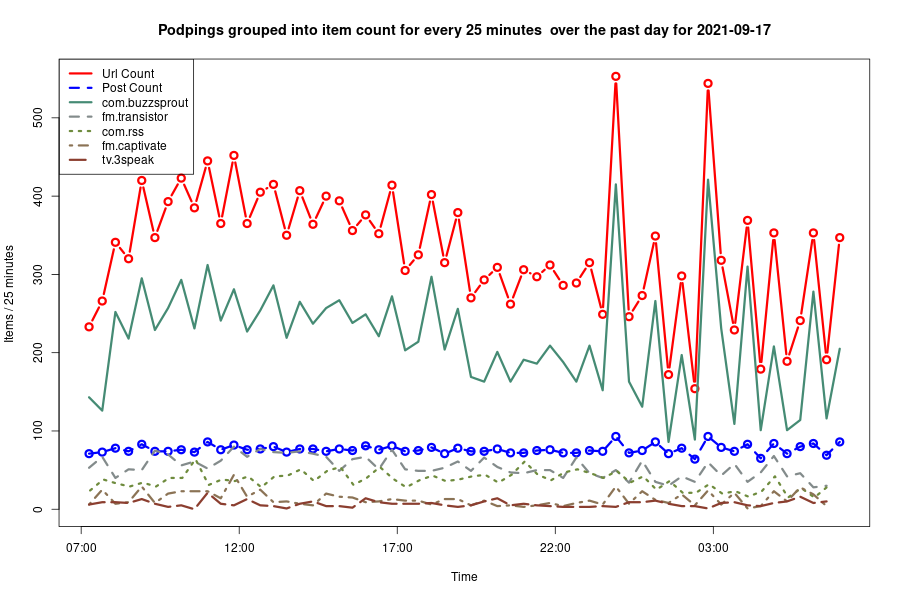 Podpings grouped into item count for every 25 minutes  over the past day for 2021-09-17
Url Count
Post Count
com.buzzsprout
fm.transistor
com.rss
fm.captivate
tv.3speak
Items / 25 minutes
500
400
300
200
100
0
07:00
12:00
17:00
22:00
03:00
Time